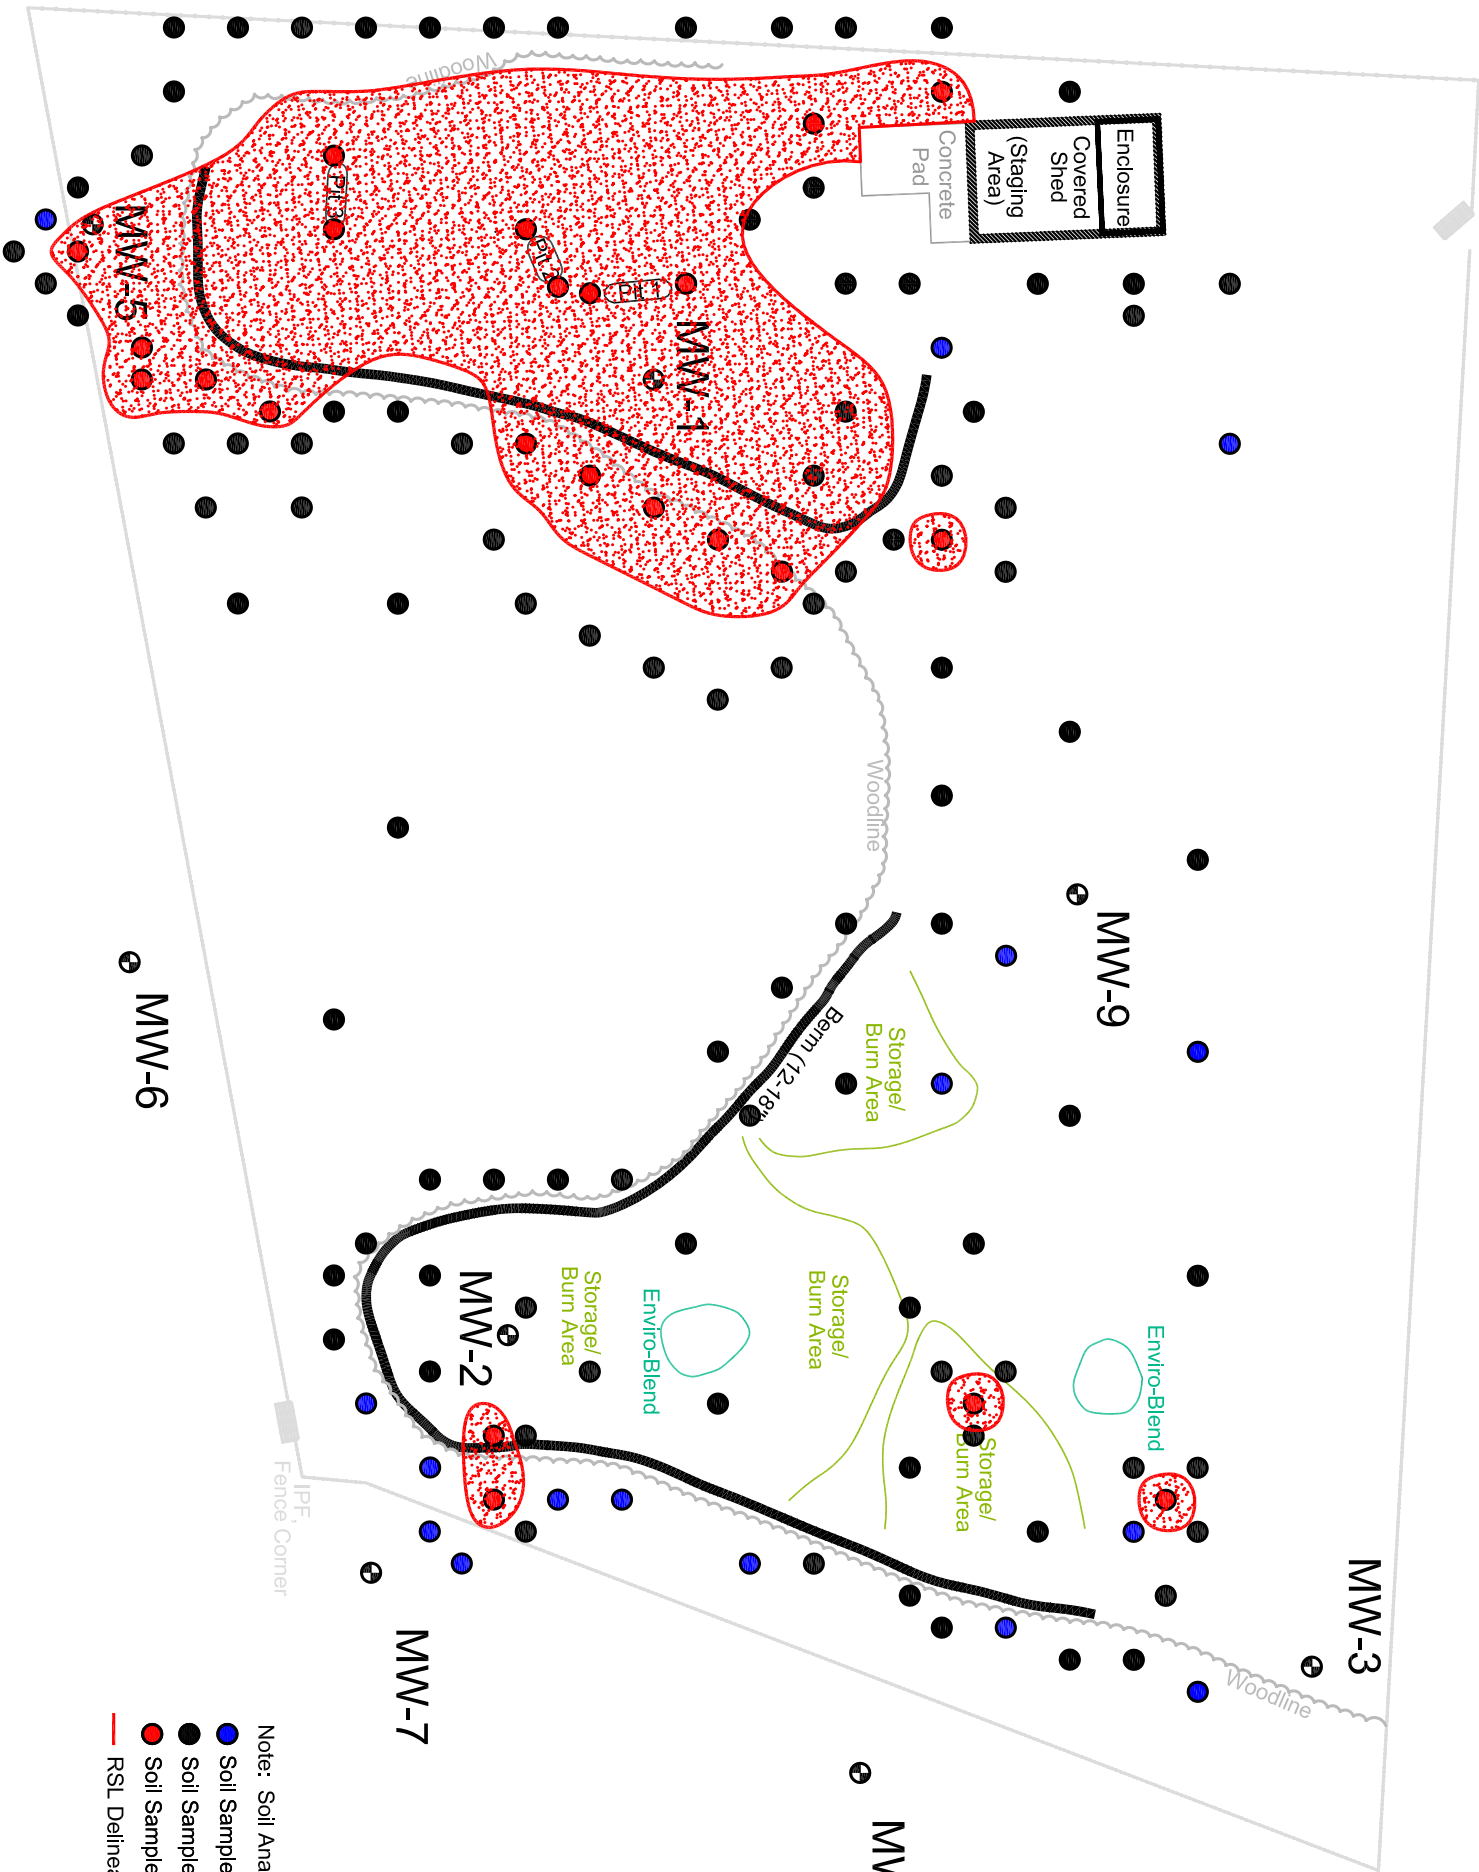 Woodline
Enclosure
Covered
Shed
(Staging
Area)
Concrete
Pad
Pit 3
Pit 1
MW-5
MW-1
Woodline
MW-9
MW-6
Berm (12-18")
Storage/
Burn Area
Storage/
Burn Area
Storage/
Burn Area
Storage/
Burn Area
Enviro-Blend
Enviro-Blend
MW-2
MW-3
Woodline
IPF,
Fence Corner
MW-7
Note: Soil Ana
Soil Sample
Soil Sample
Soil Sample
RSL Deline